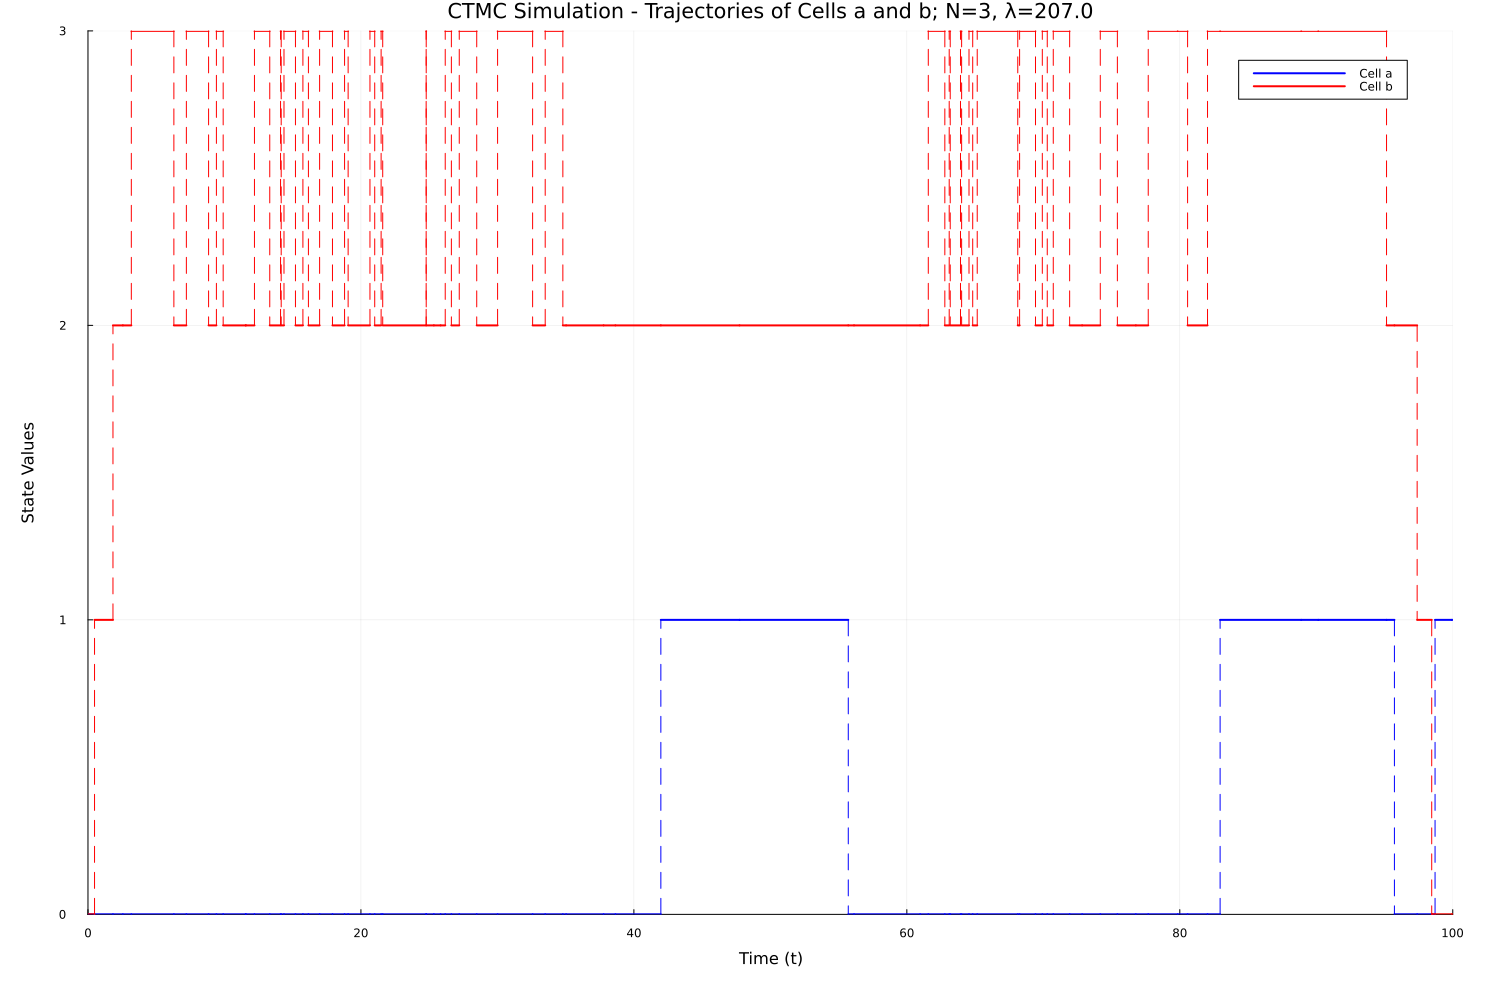 CTMC Simulation - Trajectories of Cells a and b; N=3, λ=207.0
3
Cell a
Cell b
2
State Values
1
0
0 20 40 60 80 100
Time (t)